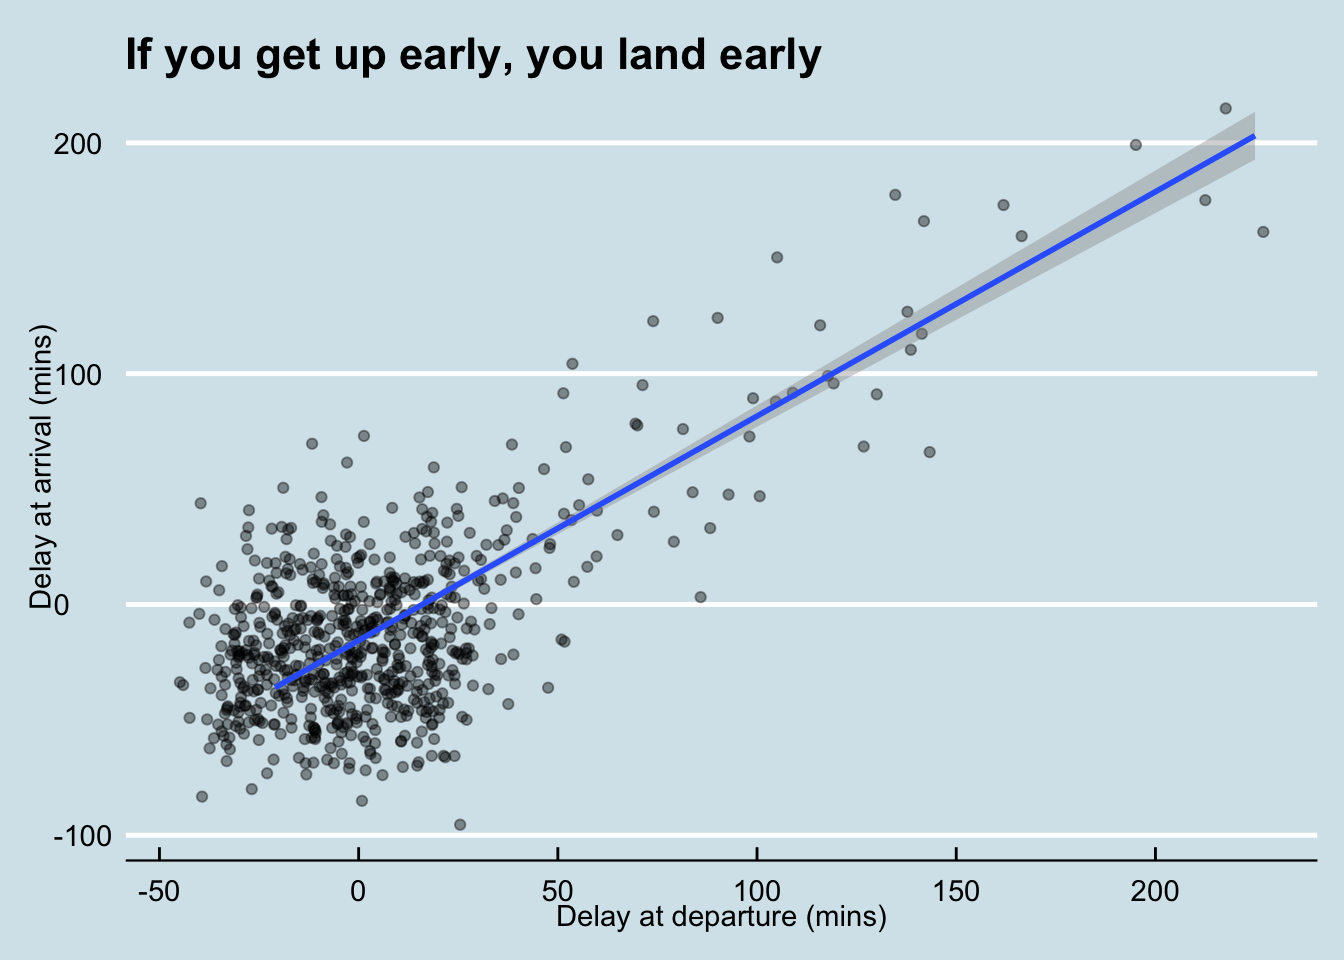 If you get up early, you land early
200
100
0
-100
Delay at arrival (mins)
-50 0 50 100 150 200
Delay at departure (mins)